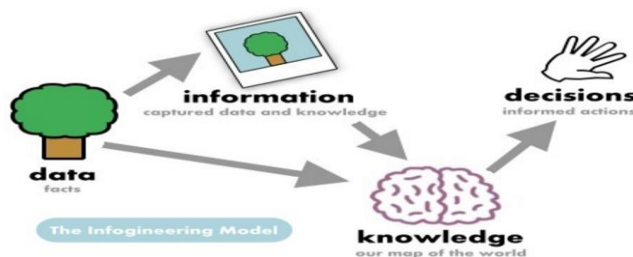 information
captured data and knowledge
decisions
informed actions
data
facts
The Infogineering Model
knowledge
our map of the world